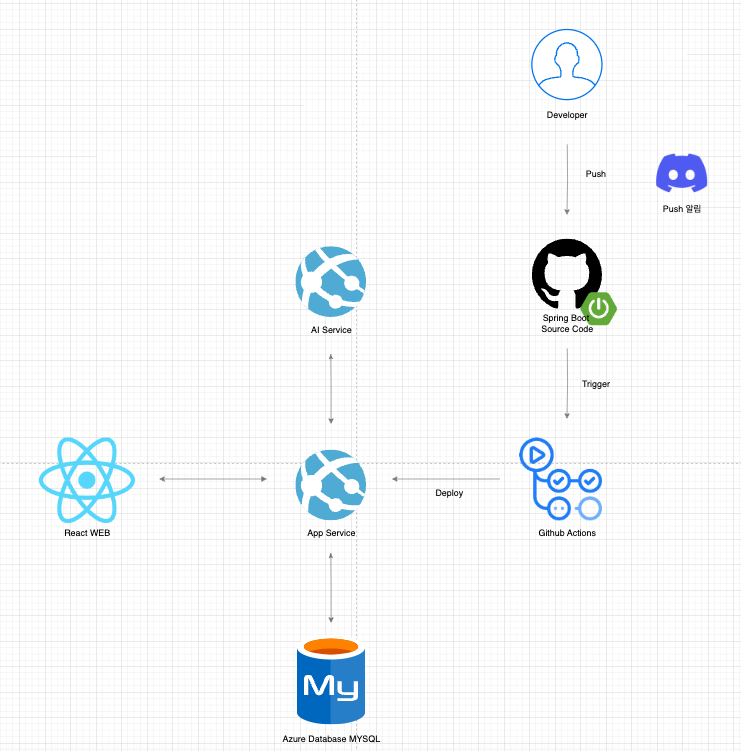 Developer
Push
Push 알림
AI Service
Spring Boot
Source Code
Trigger
React WEB
App Service
Deploy
Github Actions
My
Azure Database MYSQL